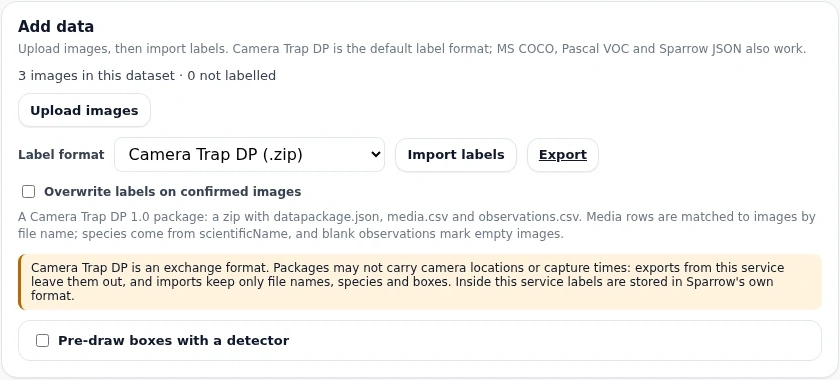 Add data
Upload images, then import labels. Camera Trap DP is the default label format; MS COCO, Pascal VOC and Sparrow JSON also work.
3 images in this dataset · 0 not labelled
Upload images
Label format Camera Trap DP (.zip) Import labels Export
Overwrite labels on confirmed images
A Camera Trap DP 1.0 package: a zip with datapackage.json, media.csv and observations.csv. Media rows are matched to images by
file name; species come from scientificName, and blank observations mark empty images.
Camera Trap DP is an exchange format. Packages may not carry camera locations or capture times: exports from this service
leave them out, and imports keep only file names, species and boxes. Inside this service labels are stored in Sparrow's own
format.
Pre-draw boxes with a detector